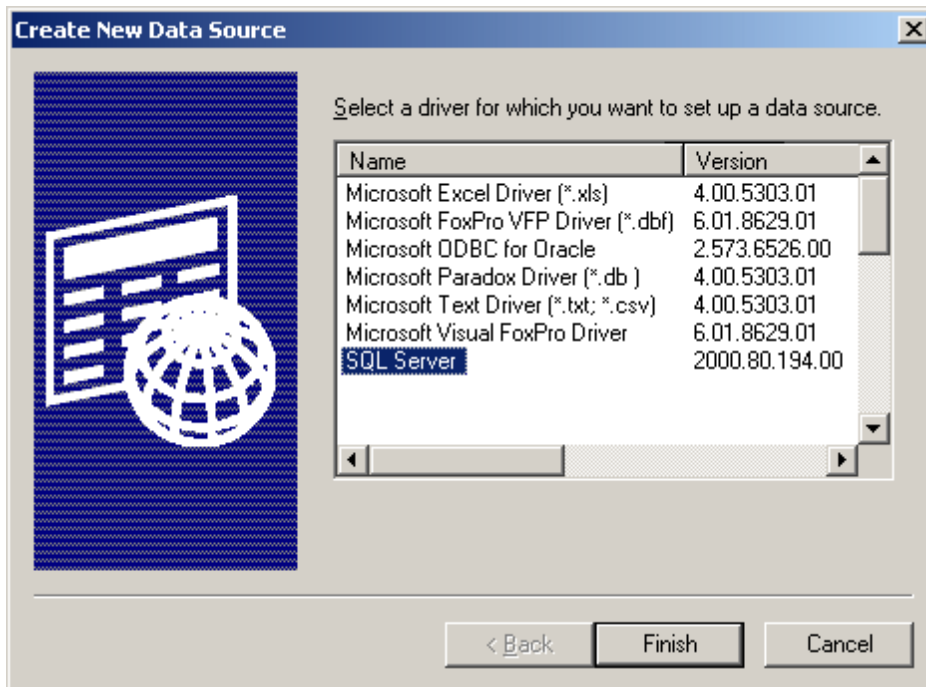 Create New Data Source
Select a driver for which you want to set up a data source.
Name Version
Microsoft Excel Driver (*.xls) 4.00.5303.01
Microsoft FoxPro VFP Driver (*.dbf) 6.01.8629.01
Microsoft ODBC for Oracle 2.573.6526.00
Microsoft Paradox Driver (*.db ) 4.00.5303.01
Microsoft Text Driver (*.txt; *.csv) 4.00.5303.01
Microsoft Visual FoxPro Driver 6.01.8629.01
SQL Server 2000.80.194.00
< Back Finish Cancel